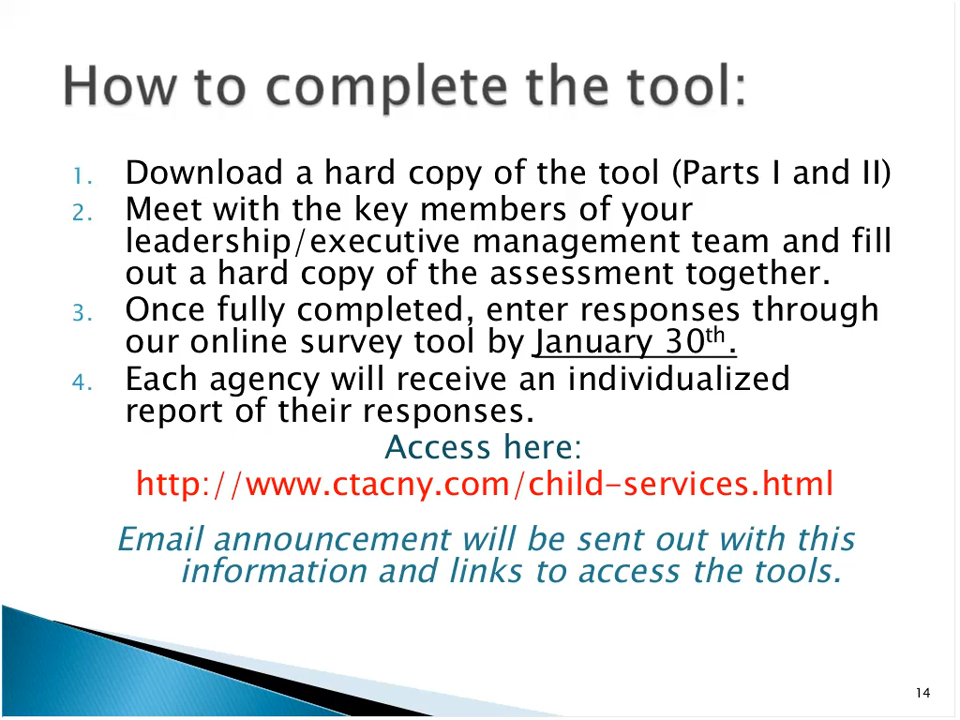 How to complete the tool:
1. Download a hard copy of the tool (Parts I and II)
2. Meet with the key members of your
leadership/executive management team and fill
out a hard copy of the assessment together.
3. Once fully completed, enter responses through
our online survey tool by January 30th.
4. Each agency will receive an individualized
report of their responses.
Access here:
http://www.ctacny.com/child-services.html
Email announcement will be sent out with this
information and links to access the tools.
14